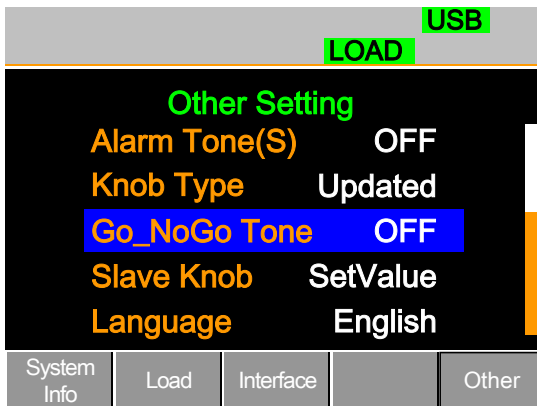 USB
LOAD
Other Setting
Alarm Tone(S) OFF
Knob Type Updated
Go_NoGo Tone OFF
Slave Knob SetValue
Language English
System Info Load Interface Other